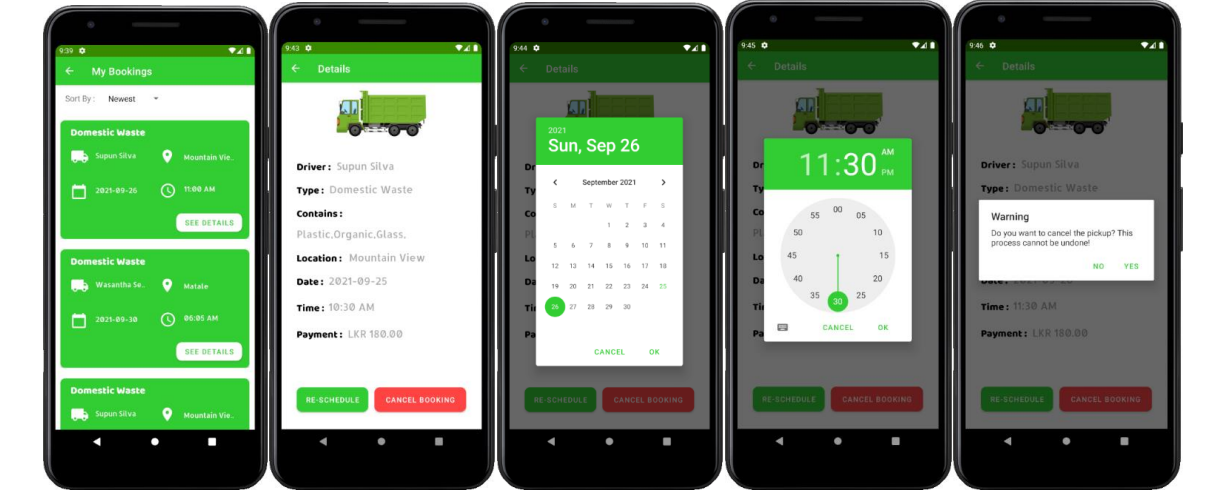 9:39
My Bookings
Sort By : Newest
Domestic Waste
Supun Silva Mountain Vie..
2021-09-26 11:00 AM
SEE DETAILS
Domestic Waste
Wasantha Se.. Matale
2021-09-30 06:05 AM
SEE DETAILS
Domestic Waste
Supun Silva Mountain Vie..
9:43
Details
Driver : Supun Silva
Type : Domestic Waste
Contains :
Plastic,Organic,Glass,
Location : Mountain View
Date : 2021-09-25
Time : 10:30 AM
Payment : LKR 180.00
RE-SCHEDULE CANCEL BOOKING
9:44
Details
2021
Sun, Sep 26
September 2021
S M T W T F S
1 2 3 4
5 6 7 8 9 10 11
12 13 14 15 16 17 18
19 20 21 22 23 24 25
26 27 28 29 30
CANCEL OK
RE-SCHEDULE CANCEL BOOKING
9:45
Details
11:30 AM
PM
00
55 05
50 10
45 15
40 20
35 25
30
CANCEL OK
RE-SCHEDULE CANCEL BOOKING
9:46
Details
Driver : Supun Silva
Type : Domestic Waste
Warning
Do you want to cancel the pickup? This
process cannot be undone!
NO YES
Time : 11:30 AM
Payment : LKR 180.00
RE-SCHEDULE CANCEL BOOKING